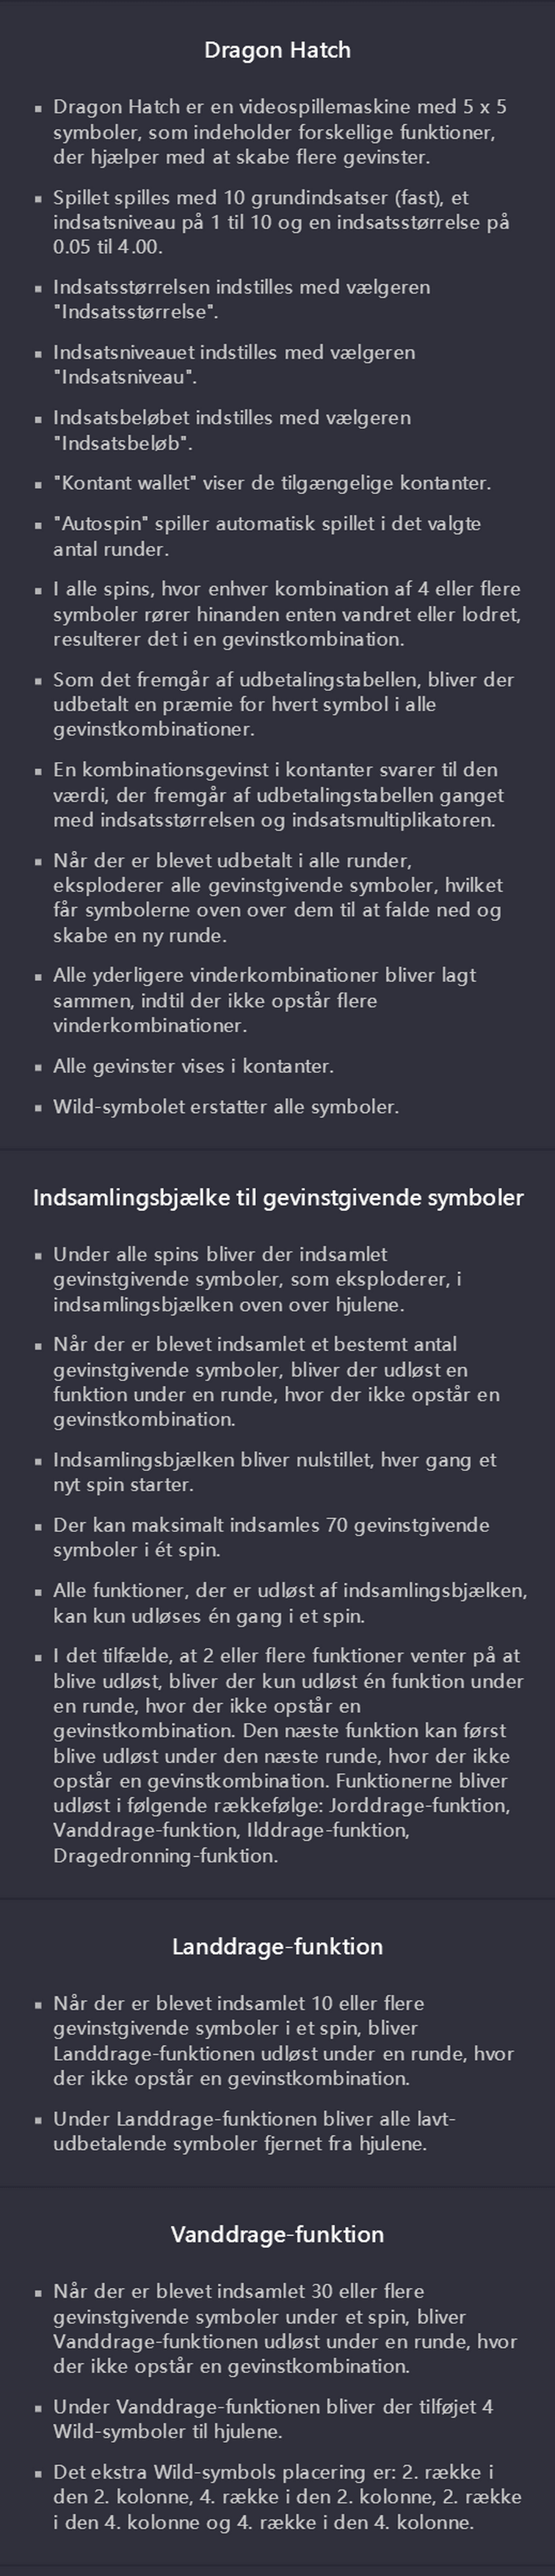 Dragon Hatch
▪ Dragon Hatch er en videospillemaskine med 5 x 5
symboler, som indeholder forskellige funktioner,
der hjælper med at skabe flere gevinster.
▪ Spillet spilles med 10 grundindsatser (fast), et
indsatsniveau på 1 til 10 og en indsatsstørrelse på
0.05 til 4.00.
▪ Indsatsstørrelsen indstilles med vælgeren
"Indsatsstørrelse".
▪ Indsatsniveauet indstilles med vælgeren
"Indsatsniveau".
▪ Indsatsbeløbet indstilles med vælgeren
"Indsatsbeløb".
▪ "Kontant wallet" viser de tilgængelige kontanter.
▪ "Autospin" spiller automatisk spillet i det valgte
antal runder.
▪ I alle spins, hvor enhver kombination af 4 eller flere
symboler rører hinanden enten vandret eller lodret,
resulterer det i en gevinstkombination.
▪ Som det fremgår af udbetalingstabellen, bliver der
udbetalt en præmie for hvert symbol i alle
gevinstkombinationer.
▪ En kombinationsgevinst i kontanter svarer til den
værdi, der fremgår af udbetalingstabellen ganget
med indsatsstørrelsen og indsatsmultiplikatoren.
▪ Når der er blevet udbetalt i alle runder,
eksploderer alle gevinstgivende symboler, hvilket
får symbolerne oven over dem til at falde ned og
skabe en ny runde.
▪ Alle yderligere vinderkombinationer bliver lagt
sammen, indtil der ikke opstår flere
vinderkombinationer.
▪ Alle gevinster vises i kontanter.
▪ Wild-symbolet erstatter alle symboler.
Indsamlingsbjælke til gevinstgivende symboler
▪ Under alle spins bliver der indsamlet
gevinstgivende symboler, som eksploderer, i
indsamlingsbjælken oven over hjulene.
▪ Når der er blevet indsamlet et bestemt antal
gevinstgivende symboler, bliver der udløst en
funktion under en runde, hvor der ikke opstår en
gevinstkombination.
▪ Indsamlingsbjælken bliver nulstillet, hver gang et
nyt spin starter.
▪ Der kan maksimalt indsamles 70 gevinstgivende
symboler i ét spin.
▪ Alle funktioner, der er udløst af indsamlingsbjælken,
kan kun udløses én gang i et spin.
▪ I det tilfælde, at 2 eller flere funktioner venter på at
blive udløst, bliver der kun udløst én funktion under
en runde, hvor der ikke opstår en
gevinstkombination. Den næste funktion kan først
blive udløst under den næste runde, hvor der ikke
opstår en gevinstkombination. Funktionerne bliver
udløst i følgende rækkefølge: Jorddrage-funktion,
Vanddrage-funktion, Ilddrage-funktion,
Dragedronning-funktion.
Landdrage-funktion
▪ Når der er blevet indsamlet 10 eller flere
gevinstgivende symboler i et spin, bliver
Landdrage-funktionen udløst under en runde, hvor
der ikke opstår en gevinstkombination.
▪ Under Landdrage-funktionen bliver alle lavt-
udbetalende symboler fjernet fra hjulene.
Vanddrage-funktion
▪ Når der er blevet indsamlet 30 eller flere
gevinstgivende symboler under et spin, bliver
Vanddrage-funktionen udløst under en runde, hvor
der ikke opstår en gevinstkombination.
▪ Under Vanddrage-funktionen bliver der tilføjet 4
Wild-symboler til hjulene.
▪ Det ekstra Wild-symbols placering er: 2. række i
den 2. kolonne, 4. række i den 2. kolonne, 2. række
i den 4. kolonne og 4. række i den 4. kolonne.